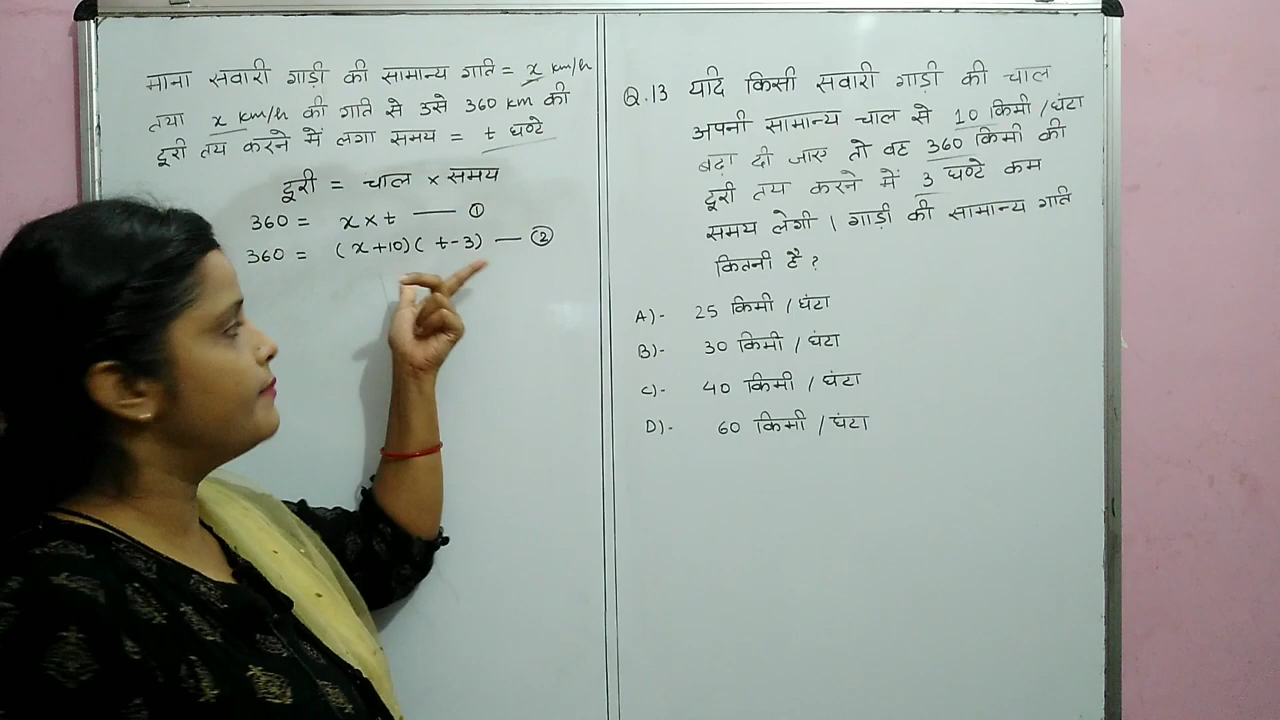 माना सवारी गाड़ी की सामान्य गति = x km/h
तथा x km/h की गति से उसे 360 km की
दूरी तय करने में लगा समय = t घण्टे
दूरी = चाल × समय
360 = x × t — ①
360 = (x+10)(t-3) — ②
Q.13 यदि किसी सवारी गाड़ी की चाल
अपनी सामान्य चाल से 10 किमी/घंटा
बढ़ा दी जाए तो वह 360 किमी की
दूरी तय करने में 3 घण्टे कम
समय लेगी। गाड़ी की सामान्य गति
कितनी है?
A)- 25 किमी/घंटा
B)- 30 किमी/घंटा
C)- 40 किमी/घंटा
D)- 60 किमी/घंटा